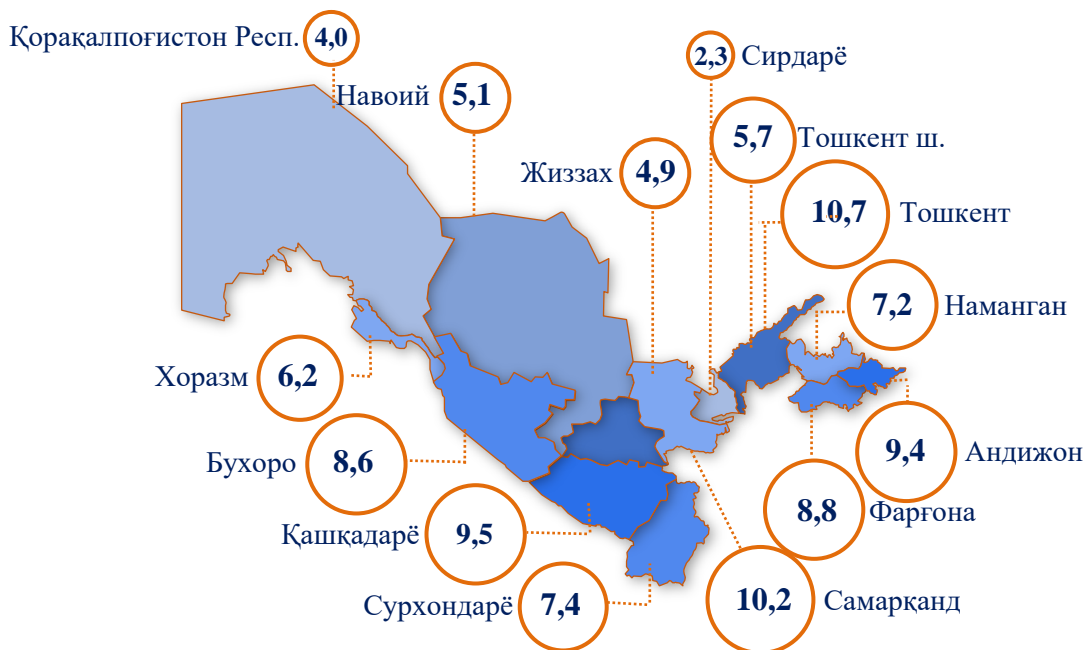 Қорақалпоғистон Респ. 4,0
2,3 Сирдарё
Навоий 5,1
5,7 Тошкент ш.
Жиззах 4,9
10,7 Тошкент
7,2 Наманган
Хоразм 6,2
9,4 Андижон
Бухоро 8,6
8,8 Фарғона
Қашқадарё 9,5
10,2 Самарқанд
Сурхондарё 7,4